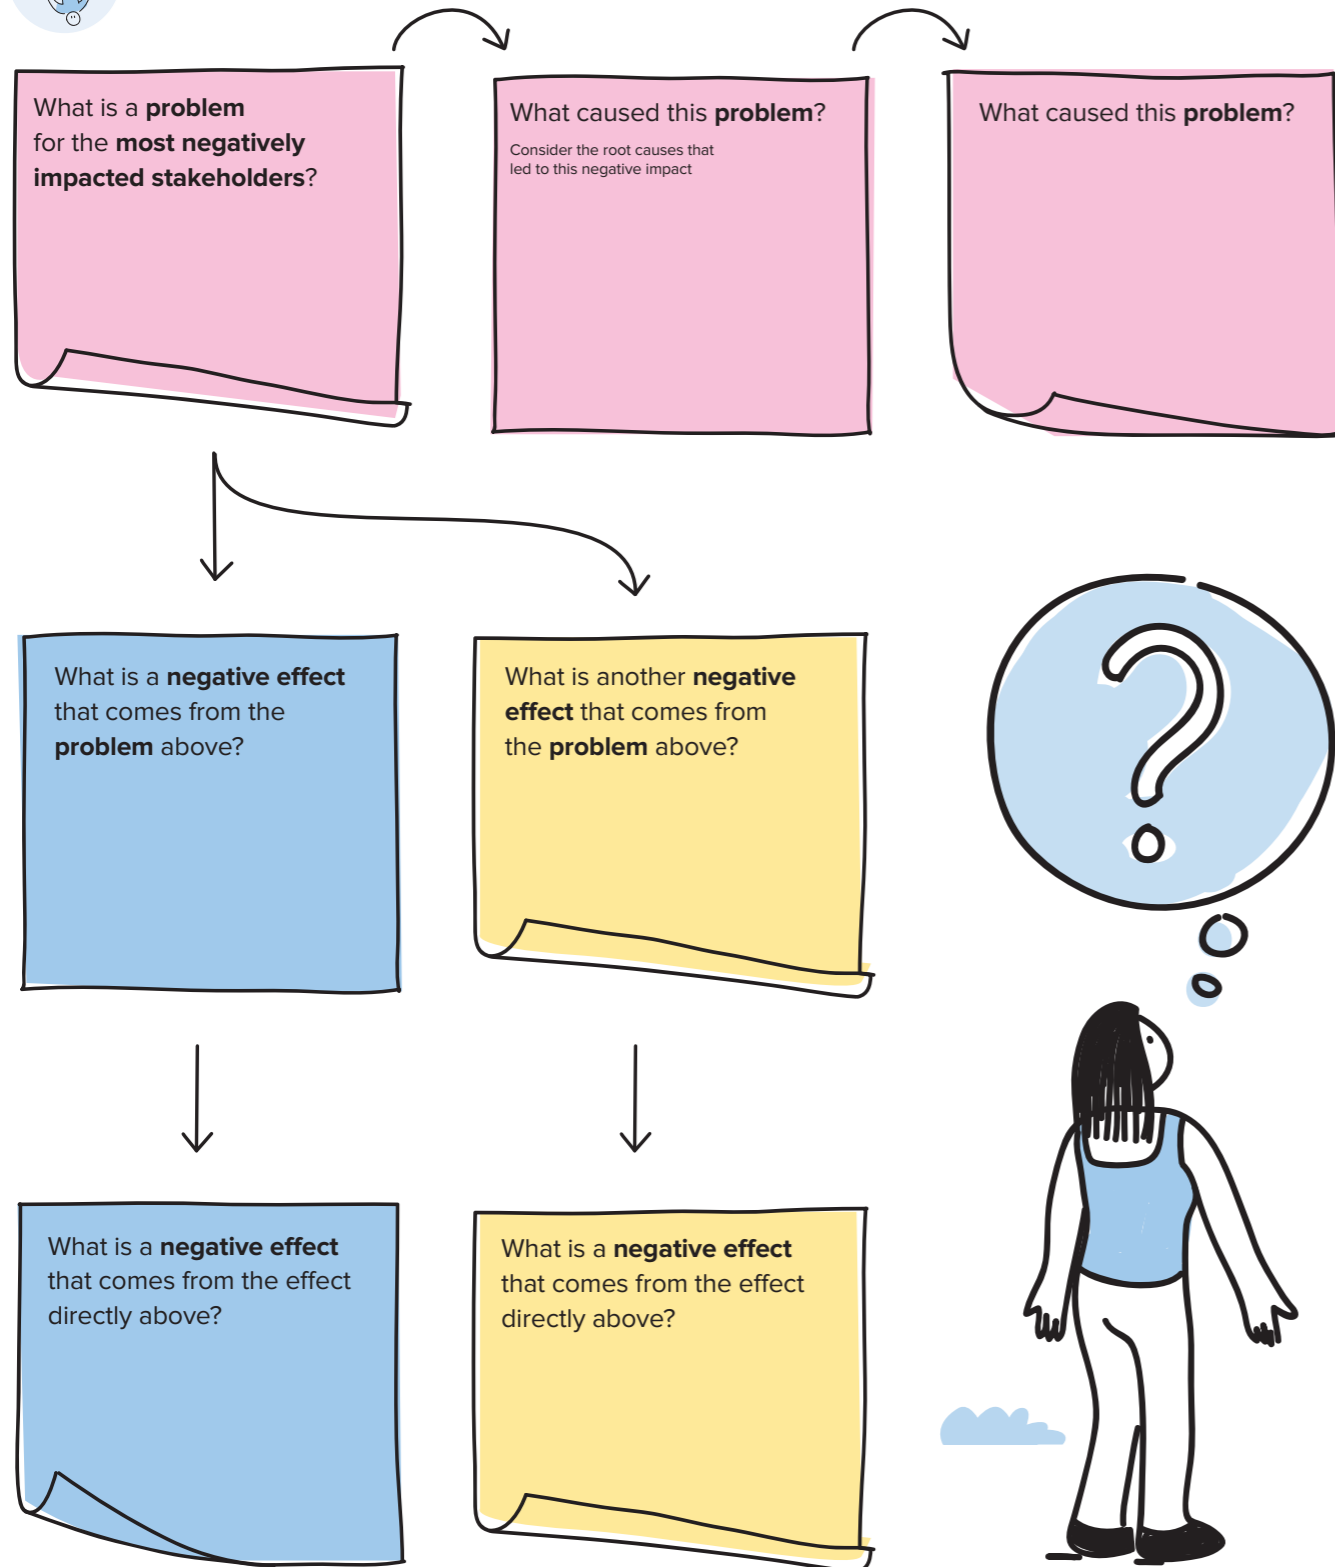 What is a problem
for the most negatively
impacted stakeholders?
What caused this problem?
Consider the root causes that
led to this negative impact
What caused this problem?
What is a negative effect
that comes from the
problem above?
What is another negative
effect that comes from
the problem above?
What is a negative effect
that comes from the effect
directly above?
What is a negative effect
that comes from the effect
directly above?